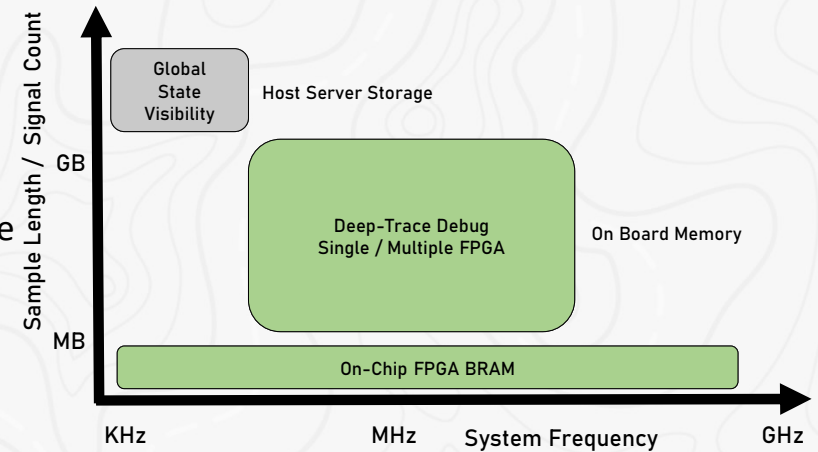 Sample Length / Signal Count
Global
State
Visibility
Host Server Storage
GB
Deep-Trace Debug
Single / Multiple FPGA
On Board Memory
MB
On-Chip FPGA BRAM
KHz
MHz
System Frequency
GHz